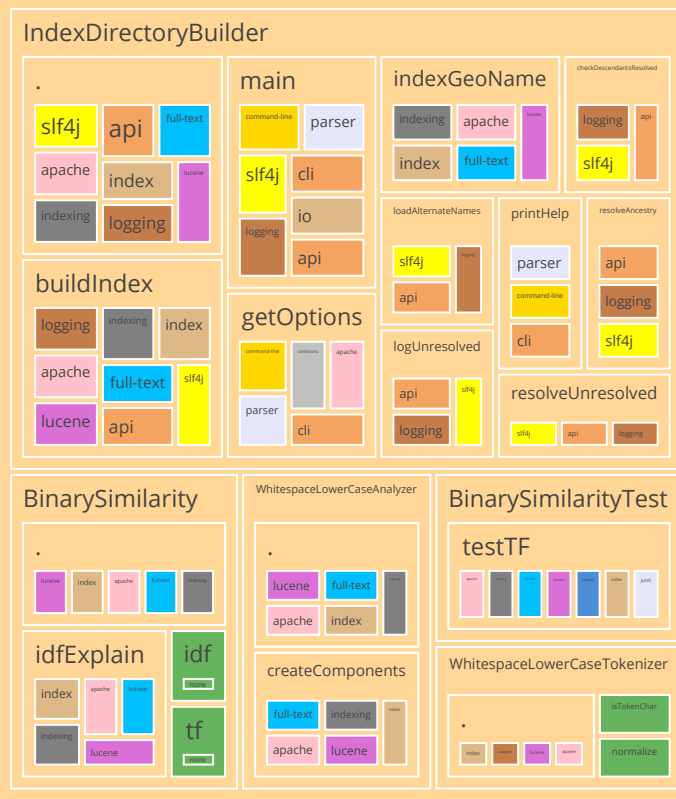 IndexDirectoryBuilder
.
slf4j
api
full-text
apache
index
lucene
indexing
logging
main
command-line
parser
slf4j
cli
logging
io
api
indexGeoName
indexing
apache
lucene
index
full-text
checkDescendantsResolved
logging
api
slf4j
loadAlternateNames
slf4j
logging
api
printHelp
parser
command-line
cli
resolveAncestry
api
logging
slf4j
buildIndex
logging
indexing
index
apache
full-text
slf4j
lucene
api
getOptions
command-line
commons
apache
parser
cli
logUnresolved
api
slf4j
logging
resolveUnresolved
slf4j
api
logging
BinarySimilarity
.
lucene
index
apache
full-text
indexing
idfExplain
index
apache
full-text
indexing
lucene
idf
none
tf
none
WhitespaceLowerCaseAnalyzer
.
lucene
full-text
apache
index
createComponents
full-text
indexing
index
apache
lucene
BinarySimilarityTest
testTF
apache
full-text
index
junit
WhitespaceLowerCaseTokenizer
.
index
lucene
apache
isTokenChar
normalize